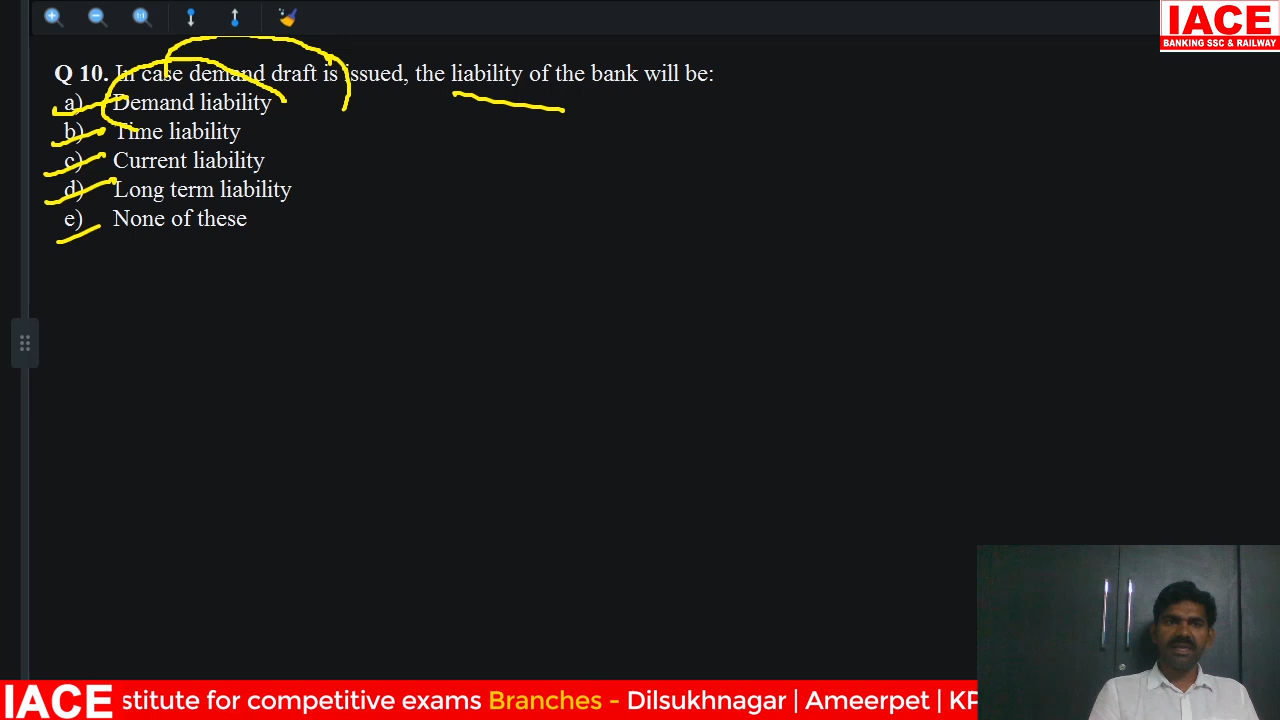 IACE
BANKING SSC & RAILWAY
Q 10. In case demand draft is issued, the liability of the bank will be:
a) Demand liability
b) Time liability
c) Current liability
d) Long term liability
e) None of these
IACE stitute for competitive exams Branches - Dilsukhnagar | Ameerpet | KP